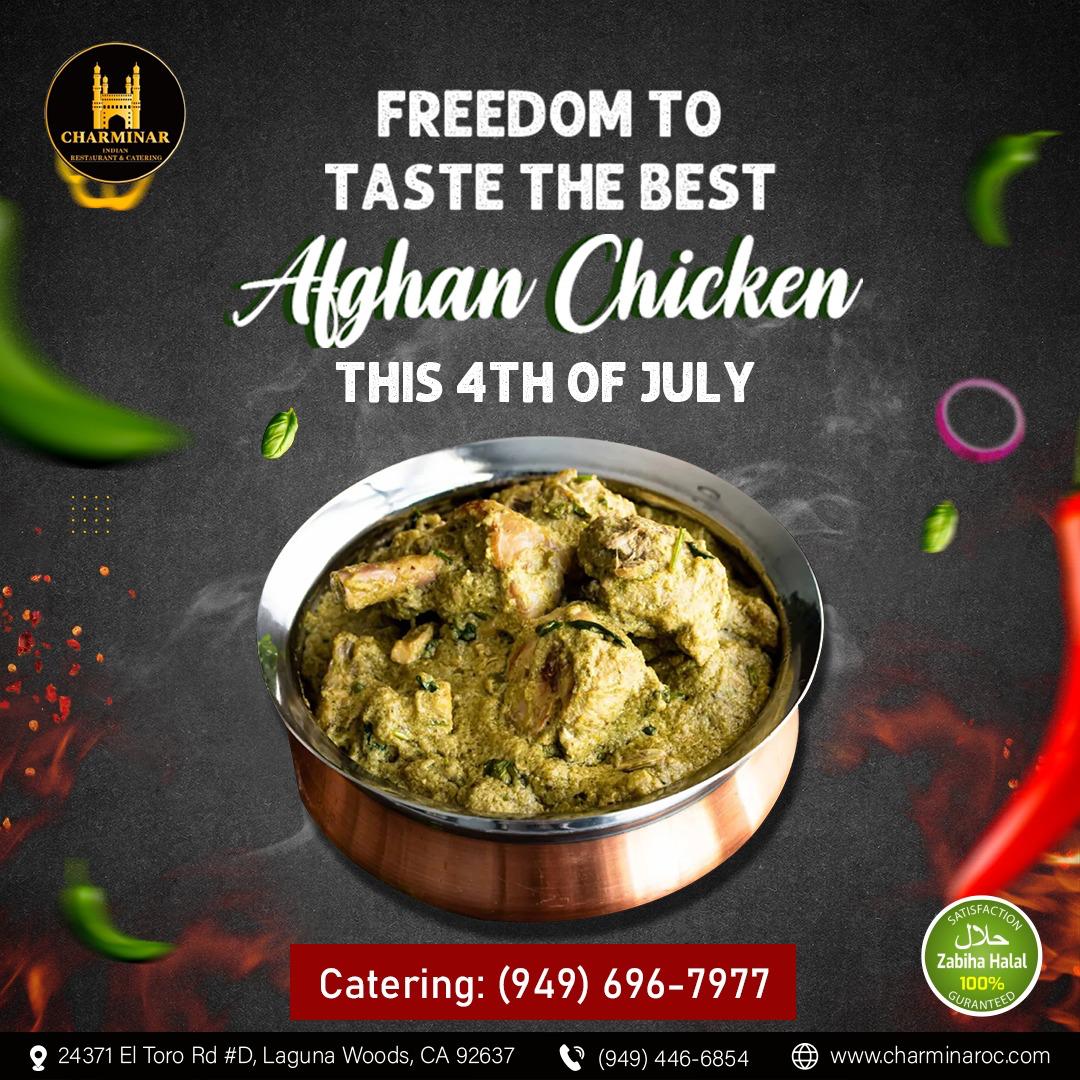 CHARMINAR
INDIAN
RESTAURANT & CATERING
FREEDOM TO
TASTE THE BEST
Afghan Chicken
THIS 4TH OF JULY
Catering: (949) 696-7977
SATISFACTION
حلال
Zabiha Halal
100%
GURANTEED
24371 El Toro Rd #D, Laguna Woods, CA 92637
(949) 446-6854
www.charminaroc.com